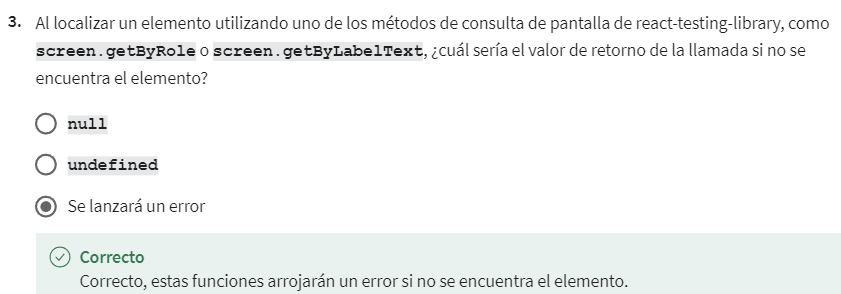 3. Al localizar un elemento utilizando uno de los métodos de consulta de pantalla de react-testing-library, como
screen.getByRole o screen.getByLabelText, ¿cuál sería el valor de retorno de la llamada si no se
encuentra el elemento?
null
undefined
Se lanzará un error
Correcto
Correcto, estas funciones arrojarán un error si no se encuentra el elemento.